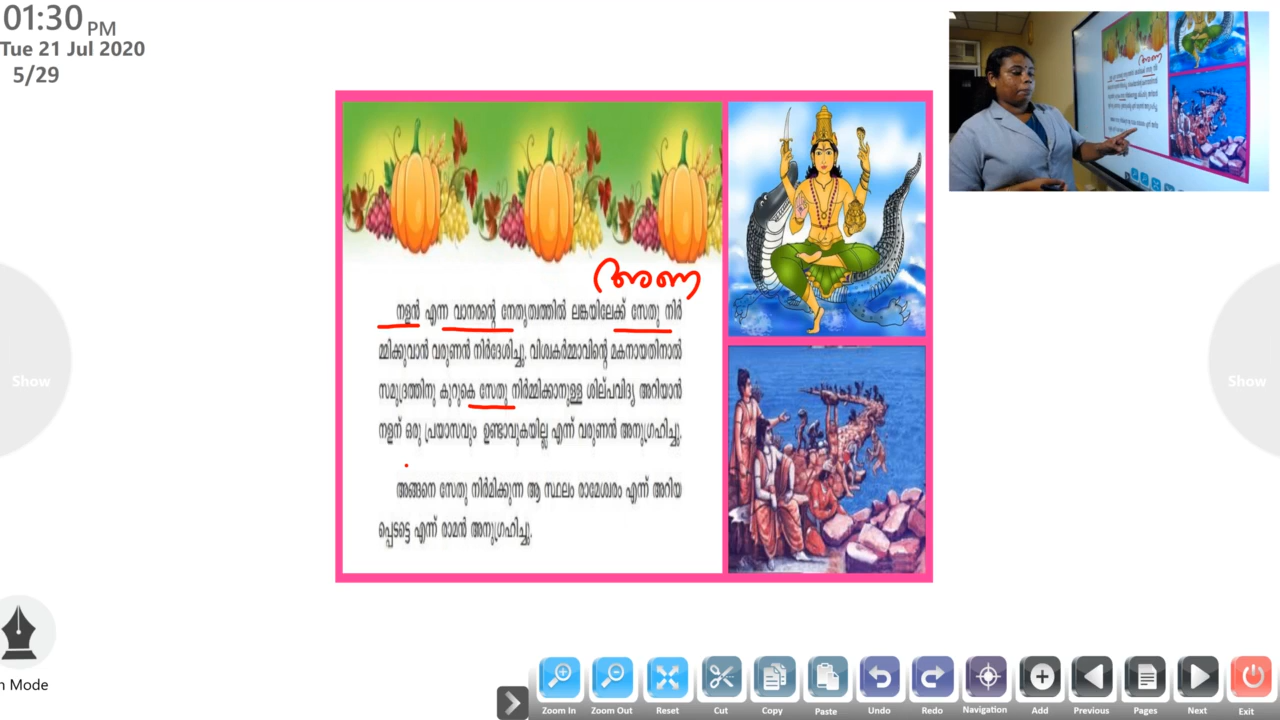 01:30 PM
Tue 21 Jul 2020
5/29
അണ
നളൻ എന്ന വാനരന്റെ നേതൃത്വത്തിൽ ലങ്കയിലേക്ക് സേതു നിർ
മ്മിക്കുവാൻ വരുണൻ നിർദേശിച്ചു. വിശ്വകർമ്മാവിന്റെ മകനായതിനാൽ
സമുദ്രത്തിനു കുറുകെ സേതു നിർമ്മിക്കാനുള്ള ശില്പവിദ്യ അറിയാൻ
നളന് ഒരു പ്രയാസവും ഉണ്ടാവുകയില്ല എന്ന് വരുണൻ അനുഗ്രഹിച്ചു.
അങ്ങനെ സേതു നിർമിക്കുന്ന ആ സ്ഥലം രാമേശ്വരം എന്ന് അറിയ
പ്പെടട്ടെ എന്ന് രാമൻ അനുഗ്രഹിച്ചു.
Show
Show
n Mode
Zoom In Zoom Out Reset Cut Copy Paste Undo Redo Navigation Add Previous Pages Next Exit